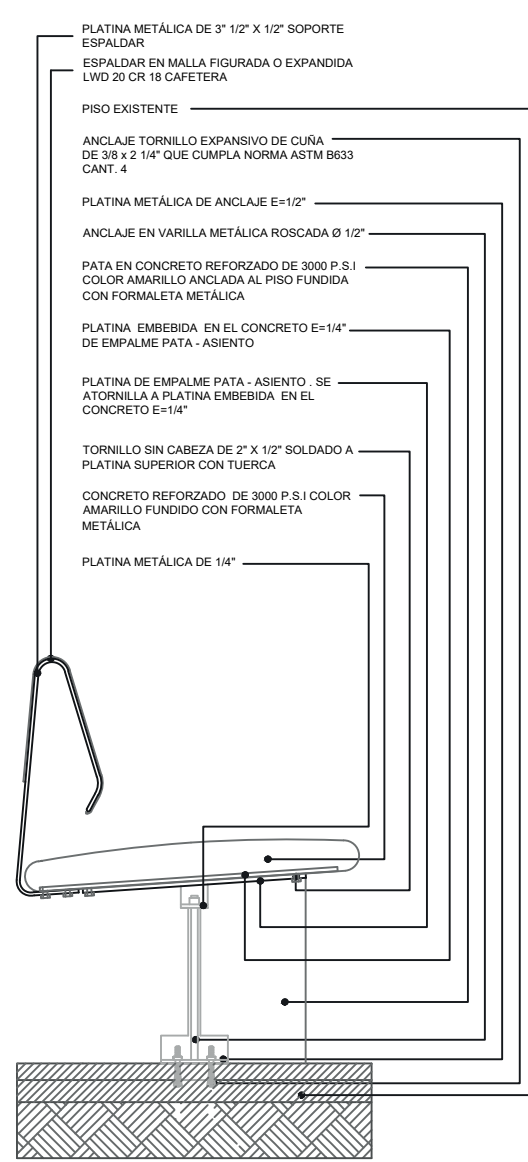 PLATINA METÁLICA DE 3" 1/2" X 1/2" SOPORTE
ESPALDAR
ESPALDAR EN MALLA FIGURADA O EXPANDIDA
LWD 20 CR 18 CAFETERA
PISO EXISTENTE
ANCLAJE TORNILLO EXPANSIVO DE CUÑA
DE 3/8 x 2 1/4" QUE CUMPLA NORMA ASTM B633
CANT. 4
PLATINA METÁLICA DE ANCLAJE E=1/2"
ANCLAJE EN VARILLA METÁLICA ROSCADA Ø 1/2"
PATA EN CONCRETO REFORZADO DE 3000 P.S.I
COLOR AMARILLO ANCLADA AL PISO FUNDIDA
CON FORMALETA METÁLICA
PLATINA EMBEBIDA EN EL CONCRETO E=1/4"
DE EMPALME PATA - ASIENTO
PLATINA DE EMPALME PATA - ASIENTO . SE
ATORNILLA A PLATINA EMBEBIDA EN EL
CONCRETO E=1/4"
TORNILLO SIN CABEZA DE 2" X 1/2" SOLDADO A
PLATINA SUPERIOR CON TUERCA
CONCRETO REFORZADO DE 3000 P.S.I COLOR
AMARILLO FUNDIDO CON FORMALETA
METÁLICA
PLATINA METÁLICA DE 1/4"